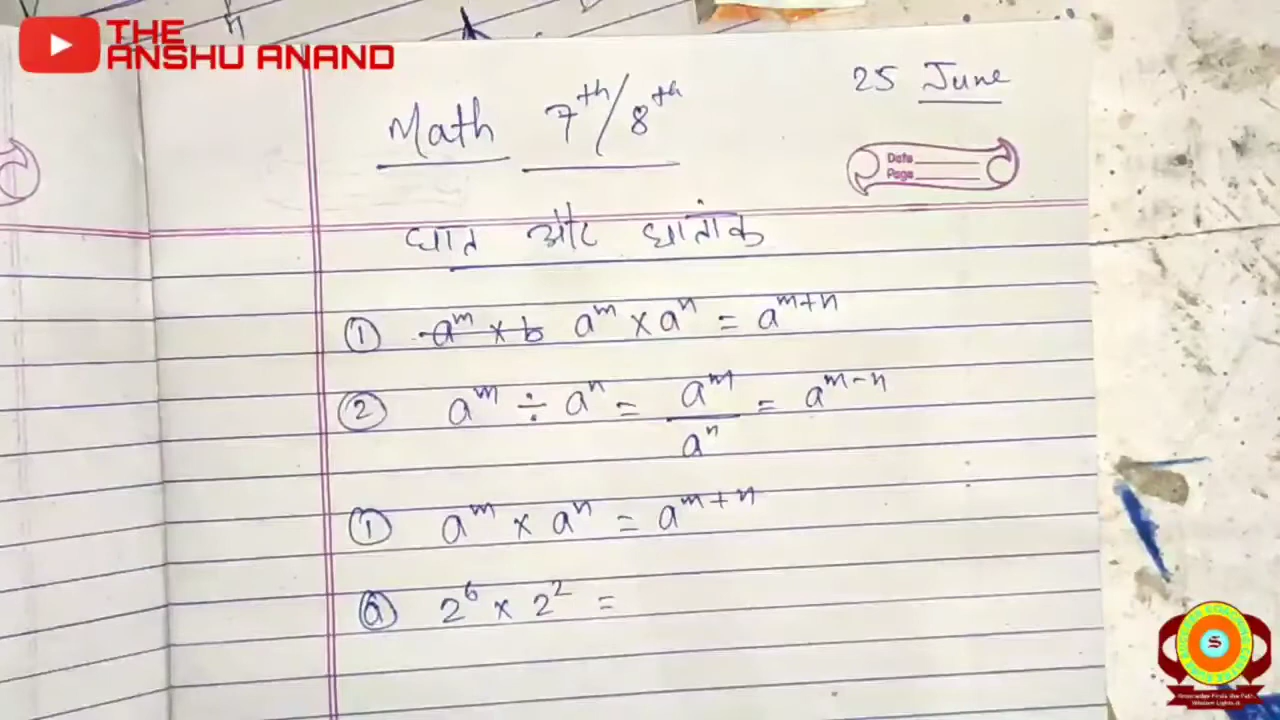 THE
ANSHU ANAND
25 June
Math 7th/8th
Date
Page
घात और घातांक
① a^m × b a^m × a^n = a^m+n
② a^m ÷ a^n = a^m / a^n = a^m-n
① a^m × a^n = a^m+n
ⓐ 2^6 × 2^2 =
S